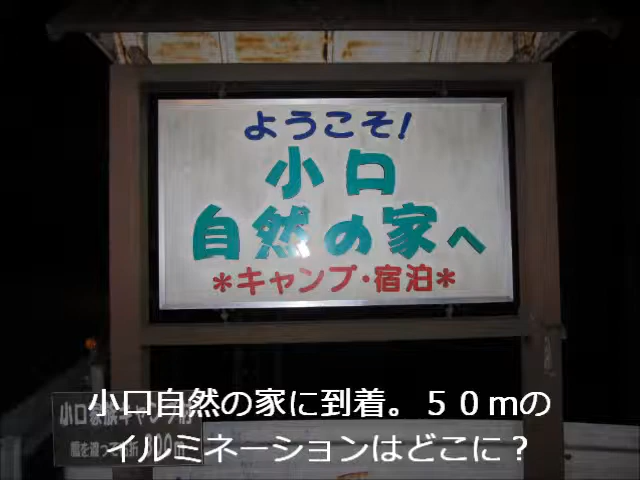 ようこそ!
小口
自然の家へ
*キャンプ・宿泊*
小口自然の家に到着。５０mの
イルミネーションはどこに？